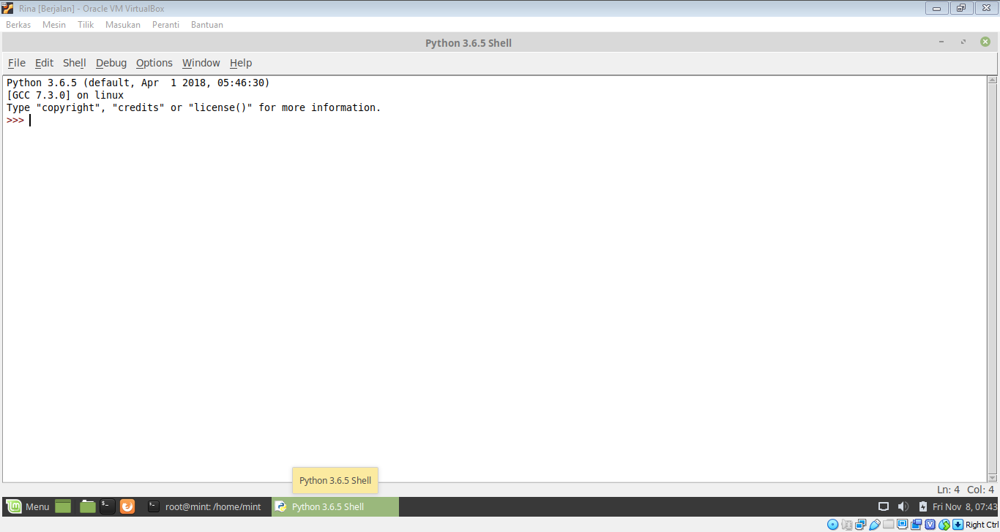 Rina [Berjalan] - Oracle VM VirtualBox
Berkas Mesin Tilik Masukan Peranti Bantuan
Python 3.6.5 Shell
File Edit Shell Debug Options Window Help
Python 3.6.5 (default, Apr  1 2018, 05:46:30)
[GCC 7.3.0] on linux
Type "copyright", "credits" or "license()" for more information.
>>>
Python 3.6.5 Shell
Ln: 4 Col: 4
Menu root@mint: /home/mint Python 3.6.5 Shell Fri Nov 8, 07:43
Right Ctrl